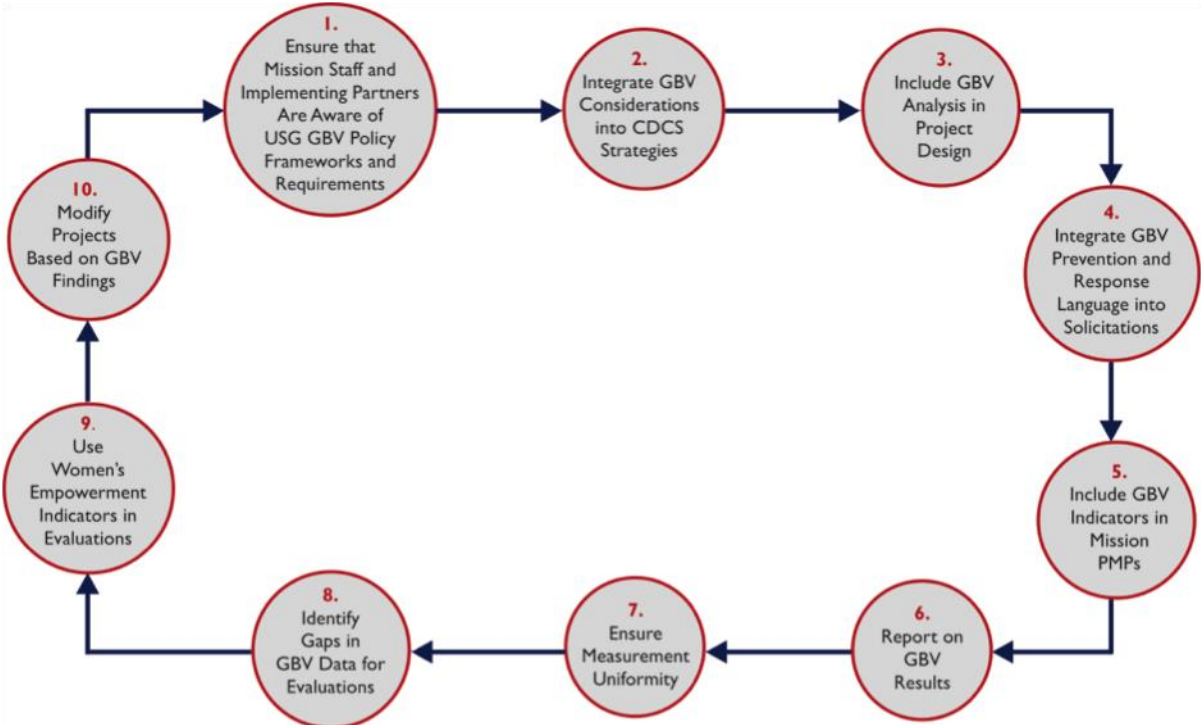 1.
Ensure that
Mission Staff and
Implementing Partners
Are Aware of
USG GBV Policy
Frameworks and
Requirements
2.
Integrate GBV
Considerations
into CDCS
Strategies
3.
Include GBV
Analysis in
Project
Design
4.
Integrate GBV
Prevention and
Response
Language into
Solicitations
5.
Include GBV
Indicators in
Mission
PMPs
6.
Report on
GBV
Results
7.
Ensure
Measurement
Uniformity
8.
Identify
Gaps in
GBV Data for
Evaluations
9.
Use
Women's
Empowerment
Indicators in
Evaluations
10.
Modify
Projects
Based on GBV
Findings